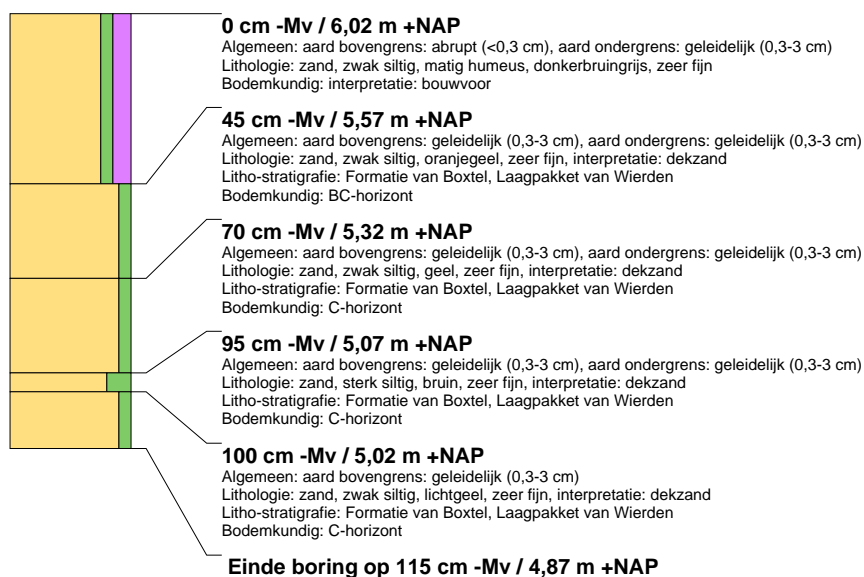 0 cm -Mv / 6,02 m +NAP
Algemeen: aard bovengrens: abrupt (<0,3 cm), aard ondergrens: geleidelijk (0,3-3 cm)
Lithologie: zand, zwak siltig, matig humeus, donkerbruingrijs, zeer fijn
Bodemkundig: interpretatie: bouwvoor
45 cm -Mv / 5,57 m +NAP
Algemeen: aard bovengrens: geleidelijk (0,3-3 cm), aard ondergrens: geleidelijk (0,3-3 cm)
Lithologie: zand, zwak siltig, oranjegeel, zeer fijn, interpretatie: dekzand
Litho-stratigrafie: Formatie van Boxtel, Laagpakket van Wierden
Bodemkundig: BC-horizont
70 cm -Mv / 5,32 m +NAP
Algemeen: aard bovengrens: geleidelijk (0,3-3 cm), aard ondergrens: geleidelijk (0,3-3 cm)
Lithologie: zand, zwak siltig, geel, zeer fijn, interpretatie: dekzand
Litho-stratigrafie: Formatie van Boxtel, Laagpakket van Wierden
Bodemkundig: C-horizont
95 cm -Mv / 5,07 m +NAP
Algemeen: aard bovengrens: geleidelijk (0,3-3 cm), aard ondergrens: geleidelijk (0,3-3 cm)
Lithologie: zand, sterk siltig, bruin, zeer fijn, interpretatie: dekzand
Litho-stratigrafie: Formatie van Boxtel, Laagpakket van Wierden
Bodemkundig: C-horizont
100 cm -Mv / 5,02 m +NAP
Algemeen: aard bovengrens: geleidelijk (0,3-3 cm)
Lithologie: zand, zwak siltig, lichtgeel, zeer fijn, interpretatie: dekzand
Litho-stratigrafie: Formatie van Boxtel, Laagpakket van Wierden
Bodemkundig: C-horizont
Einde boring op 115 cm -Mv / 4,87 m +NAP